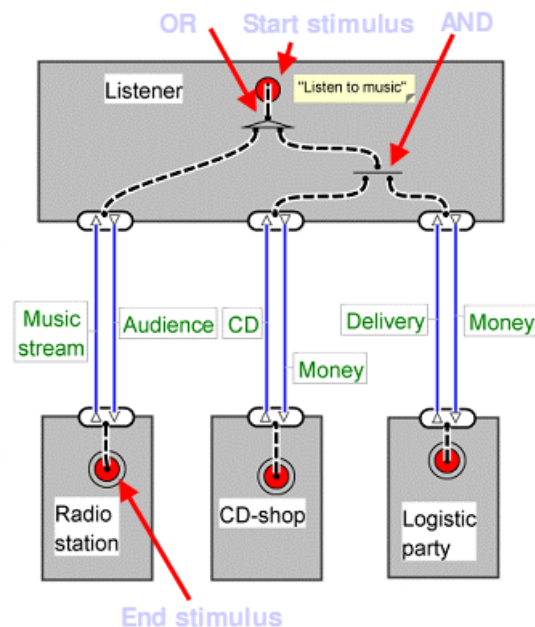 OR
Start stimulus
AND
Listener
"Listen to music"
Music
stream
Audience
CD
Money
Delivery
Money
Radio
station
CD-shop
Logistic
party
End stimulus